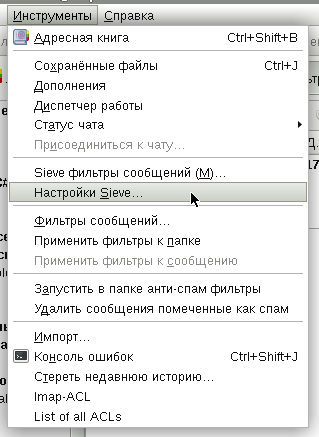 Инструменты Справка
Адресная книга Ctrl+Shift+B
Сохранённые файлы Ctrl+J
Дополнения
Диспетчер работы
Статус чата
Присоединиться к чату…
Sieve фильтры сообщений (M)…
Настройки Sieve…
Фильтры сообщений…
Применить фильтры к папке
Применить фильтры к сообщению
Запустить в папке анти-спам фильтры
Удалить сообщения помеченные как спам
Импорт…
Консоль ошибок Ctrl+Shift+J
Стереть недавнюю историю…
Imap-ACL
List of all ACLs